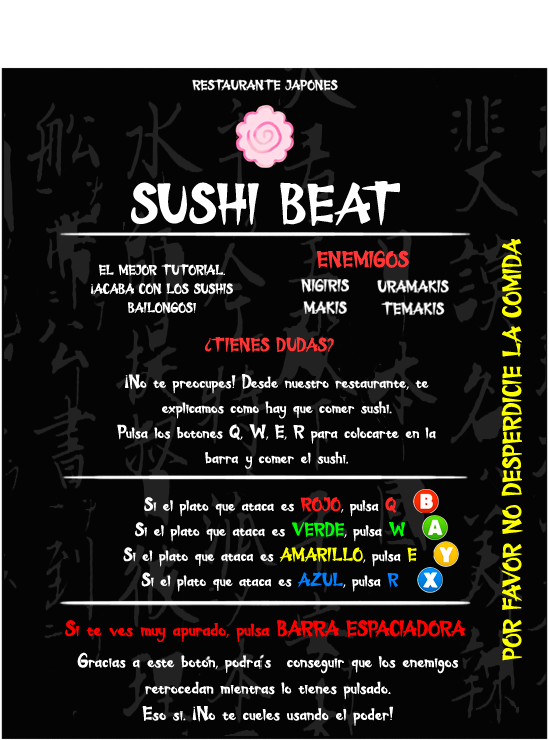 RESTAURANTE JAPONES
SUSHI BEAT
EL MEJOR TUTORIAL.
¡ACABA CON LOS SUSHIS
BAILONGOS!
ENEMIGOS
NIGIRIS URAMAKIS
MAKIS TEMAKIS
¿TIENES DUDAS?
¡No te preocupes! Desde nuestro restaurante, te
explicamos como hay que comer sushi.
Pulsa los botones Q, W, E, R para colocarte en la
barra y comer el sushi.
Si el plato que ataca es ROJO, pulsa Q B
Si el plato que ataca es VERDE, pulsa W A
Si el plato que ataca es AMARILLO, pulsa E Y
Si el plato que ataca es AZUL, pulsa R X
Si te ves muy apurado, pulsa BARRA ESPACIADORA
Gracias a este botón, podrás conseguir que los enemigos
retrocedan mientras lo tienes pulsado.
Eso si. ¡No te cueles usando el poder!
POR FAVOR NO DESPERDICIE LA COMIDA